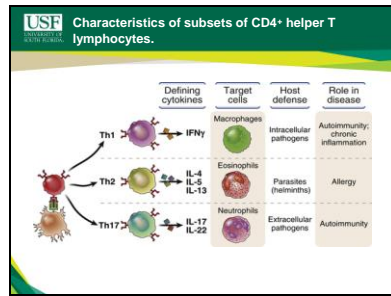 USF
UNIVERSITY OF
SOUTH FLORIDA
Characteristics of subsets of CD4+ helper T
lymphocytes.
Defining
cytokines
Target
cells
Host
defense
Role in
disease
Th1
IFNγ
Macrophages
Intracellular
pathogens
Autoimmunity;
chronic
inflammation
Th2
IL-4
IL-5
IL-13
Eosinophils
Parasites
(helminths)
Allergy
Th17
IL-17
IL-22
Neutrophils
Extracellular
pathogens
Autoimmunity